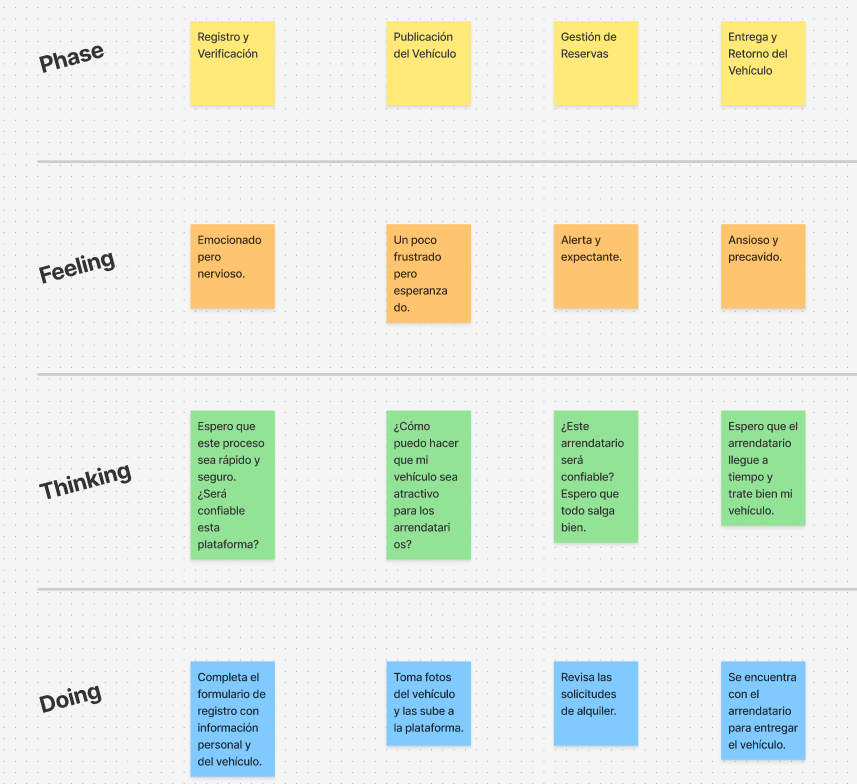 Phase
Registro y
Verificación
Publicación
del Vehículo
Gestión de
Reservas
Entrega y
Retorno del
Vehículo
Feeling
Emocionado
pero
nervioso.
Un poco
frustrado
pero
esperanza
do.
Alerta y
expectante.
Ansioso y
precavido.
Thinking
Espero que
este proceso
sea rápido y
seguro.
¿Será
confiable
esta
plataforma?
¿Cómo
puedo hacer
que mi
vehículo sea
atractivo
para los
arrendatari
os?
¿Este
arrendatario
será
confiable?
Espero que
todo salga
bien.
Espero que el
arrendatario
llegue a
tiempo y
trate bien mi
vehículo.
Doing
Completa el
formulario de
registro con
información
personal y
del vehículo.
Toma fotos
del vehículo
y las sube a
la plataforma.
Revisa las
solicitudes
de alquiler.
Se encuentra
con el
arrendatario
para entregar
el vehículo.